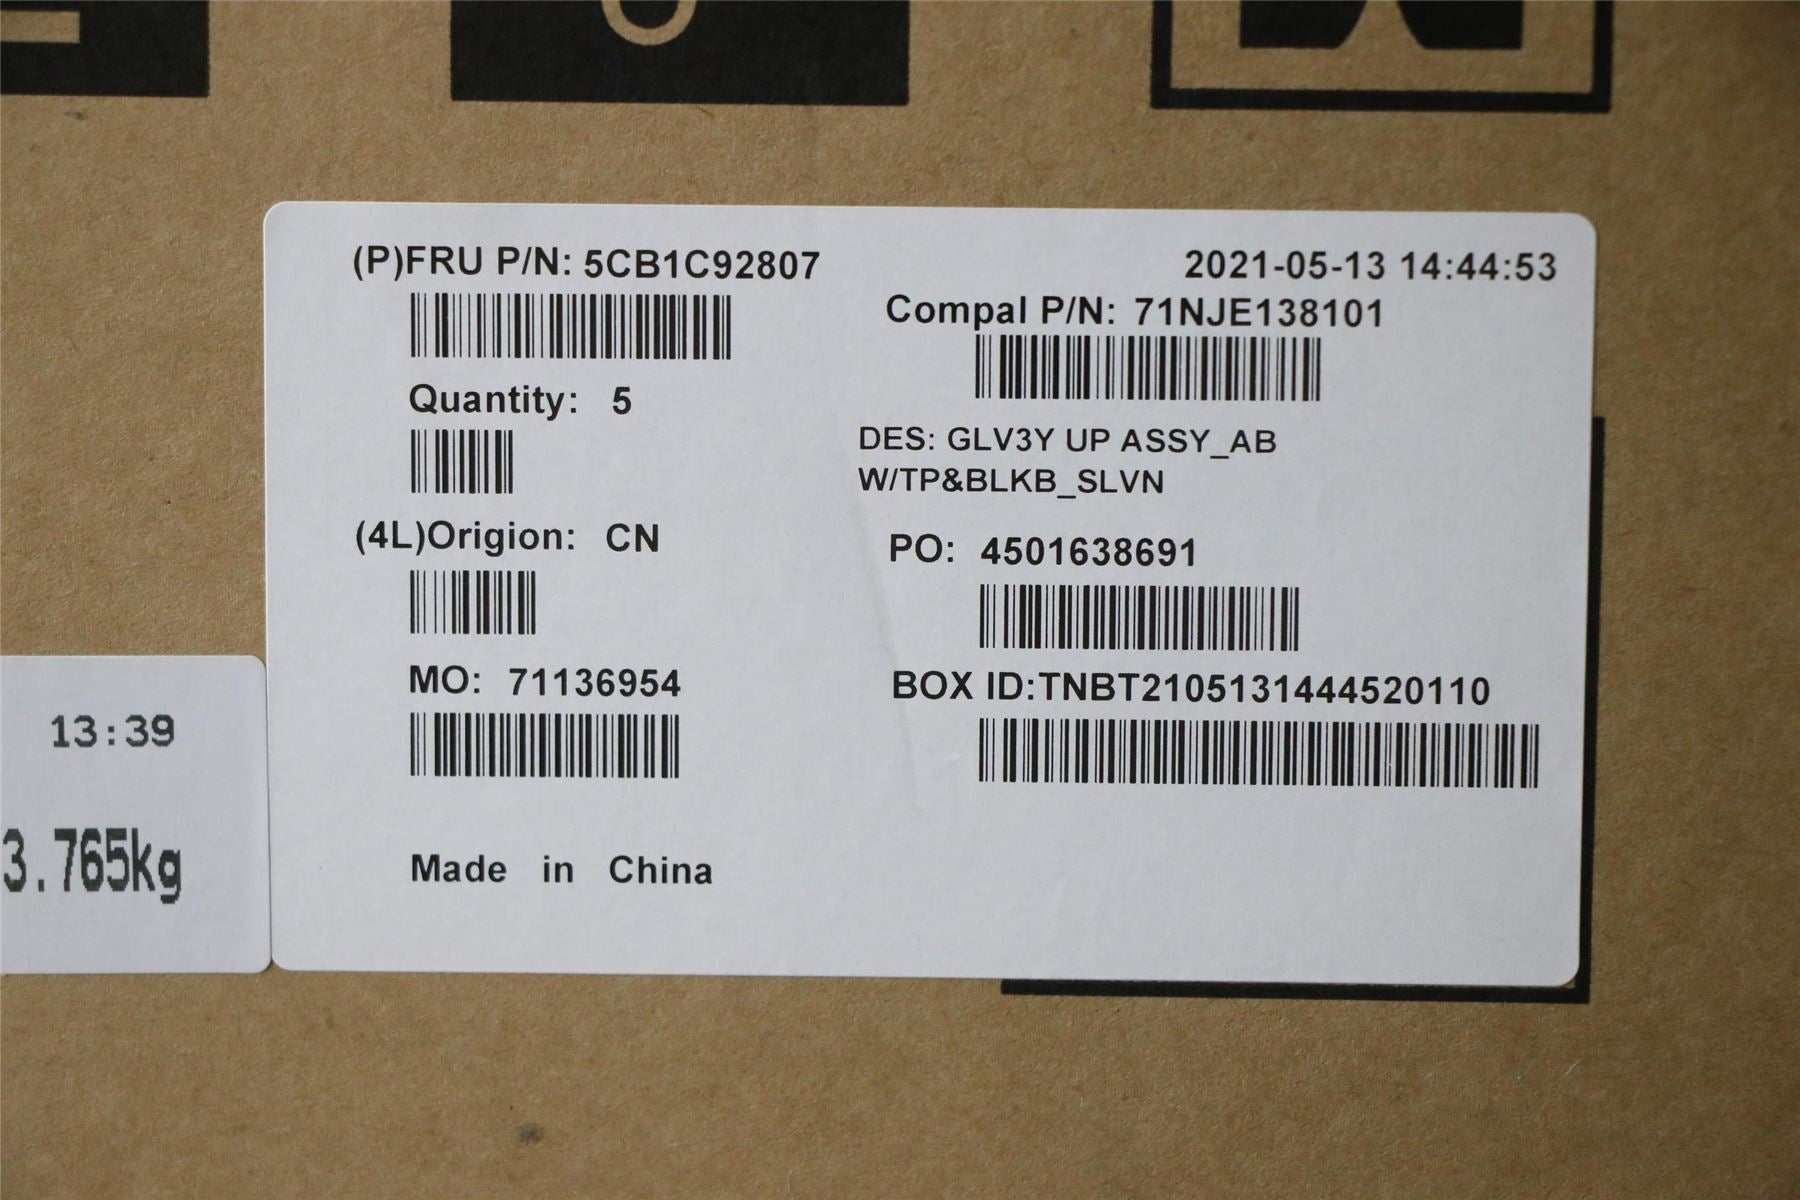 (P)FRU P/N: 5CB1C92807
2021-05-13 14:44:53
Compal P/N: 71NJE138101
Quantity: 5
DES: GLV3Y UP ASSY_AB
W/TP&BLKB_SLVN
(4L)Origion: CN
PO: 4501638691
MO: 71136954
BOX ID:TNBT2105131444520110
Made in China
13:39
3.765kg